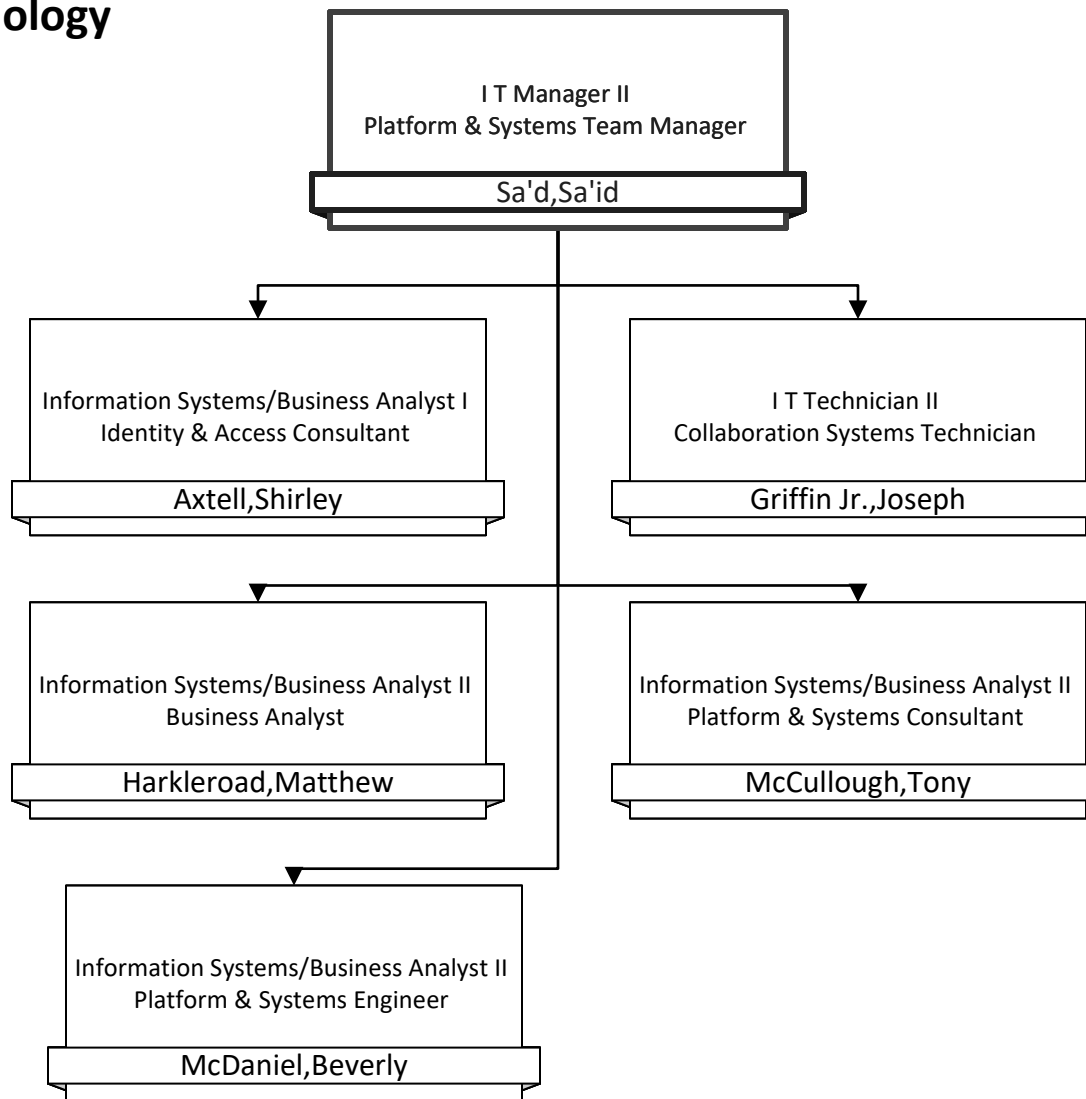 ology
I T Manager II
Platform & Systems Team Manager
Sa'd,Sa'id
Information Systems/Business Analyst I
Identity & Access Consultant
Axtell,Shirley
I T Technician II
Collaboration Systems Technician
Griffin Jr.,Joseph
Information Systems/Business Analyst II
Business Analyst
Harkleroad,Matthew
Information Systems/Business Analyst II
Platform & Systems Consultant
McCullough,Tony
Information Systems/Business Analyst II
Platform & Systems Engineer
McDaniel,Beverly